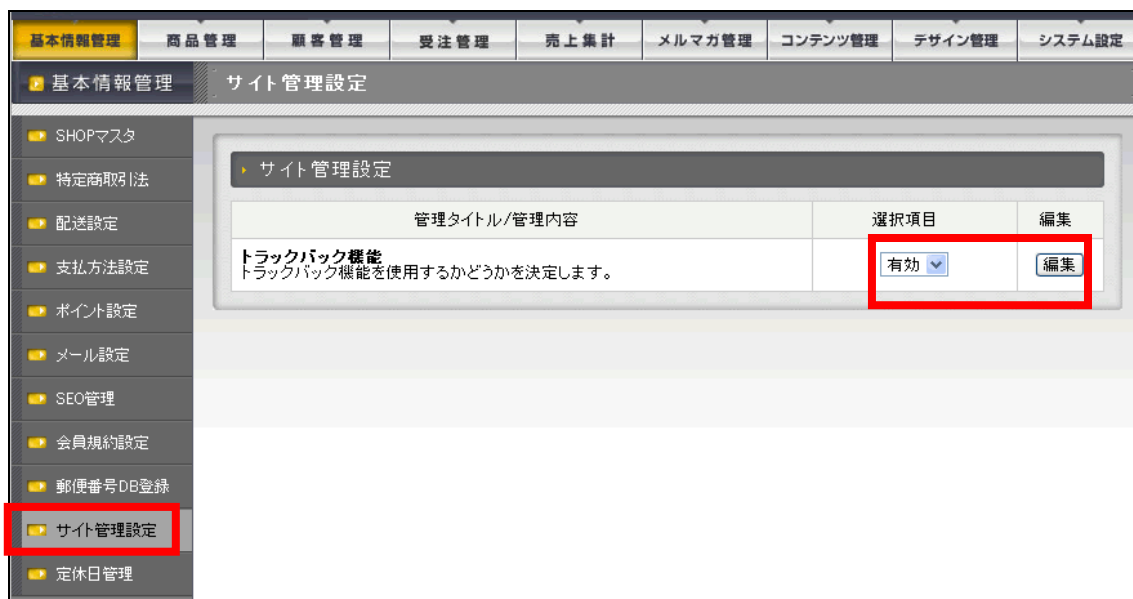 基本情報管理 商品管理 顧客管理 受注管理 売上集計 メルマガ管理 コンテンツ管理 デザイン管理 システム設定
基本情報管理 サイト管理設定
SHOPマスタ
特定商取引法
配送設定
支払方法設定
ポイント設定
メール設定
SEO管理
会員規約設定
郵便番号DB登録
サイト管理設定
定休日管理
サイト管理設定
管理タイトル/管理内容 選択項目 編集
トラックバック機能
トラックバック機能を使用するかどうかを決定します。 有効 編集